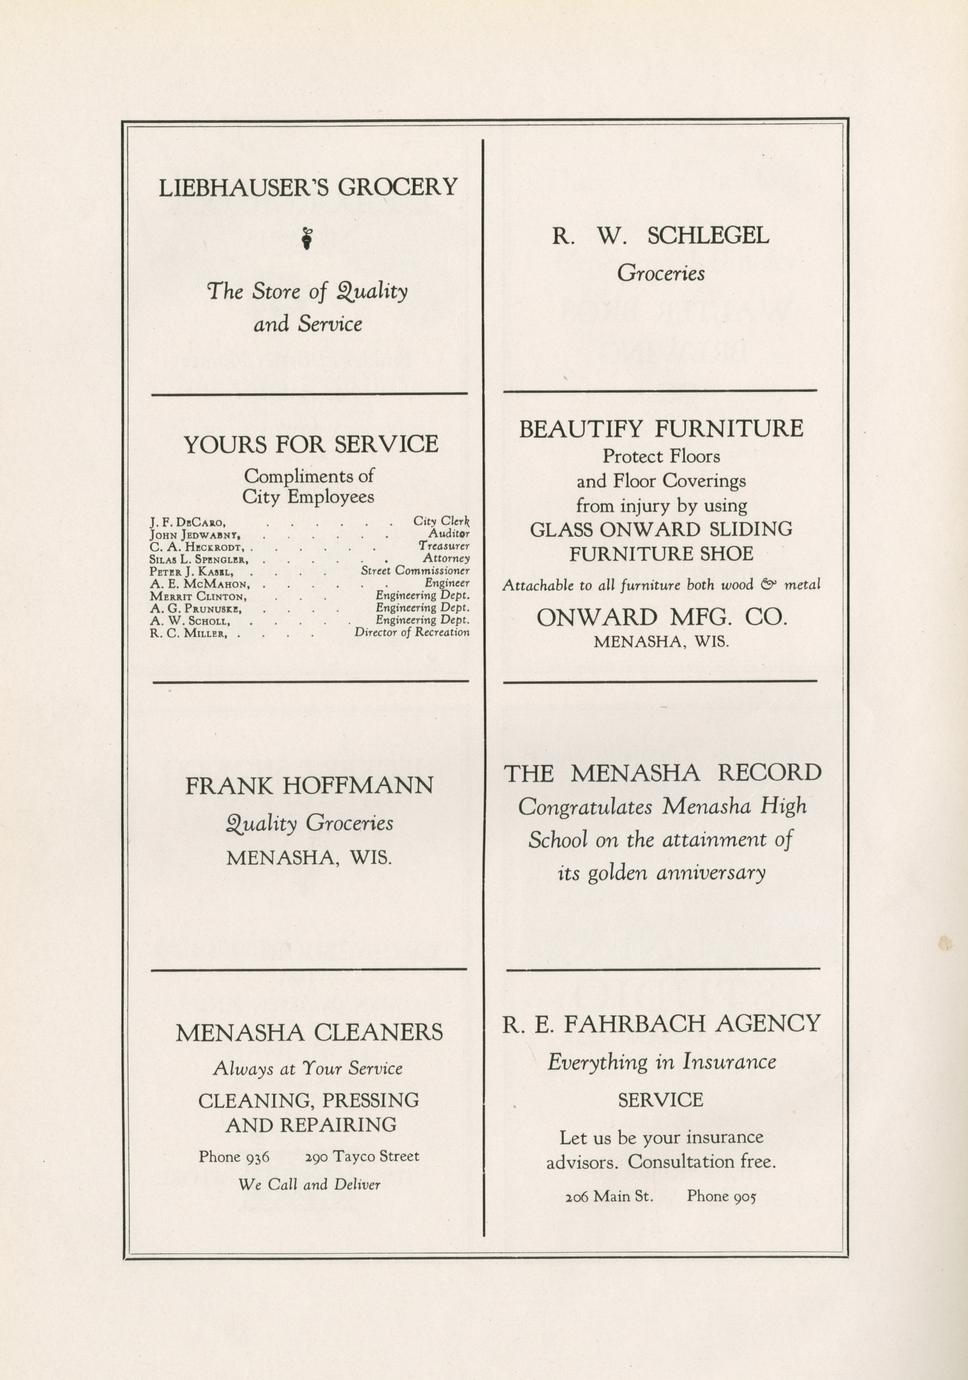 LIEBHAUSER'S GROCERY
The Store of Quality
and Service
YOURS FOR SERVICE
Compliments of
City Employees
J. F. DeCaro, . . . . . . City Clerk
John Jedwabny, . . . . . . Auditor
C. A. Heckrodt, . . . . . . Treasurer
Silas L. Spengler, . . . . . . Attorney
Peter J. Kasel, . . . . Street Commissioner
A. E. McMahon, . . . . . . Engineer
Merrit Clinton, . . . Engineering Dept.
A. G. Prunuske, . . . . Engineering Dept.
A. W. Scholl, . . . . . Engineering Dept.
R. C. Miller, . . . . Director of Recreation
FRANK HOFFMANN
Quality Groceries
MENASHA, WIS.
MENASHA CLEANERS
Always at Your Service
CLEANING, PRESSING
AND REPAIRING
Phone 936 290 Tayco Street
We Call and Deliver
R. W. SCHLEGEL
Groceries
BEAUTIFY FURNITURE
Protect Floors
and Floor Coverings
from injury by using
GLASS ONWARD SLIDING
FURNITURE SHOE
Attachable to all furniture both wood & metal
ONWARD MFG. CO.
MENASHA, WIS.
THE MENASHA RECORD
Congratulates Menasha High
School on the attainment of
its golden anniversary
R. E. FAHRBACH AGENCY
Everything in Insurance
SERVICE
Let us be your insurance
advisors. Consultation free.
206 Main St. Phone 905